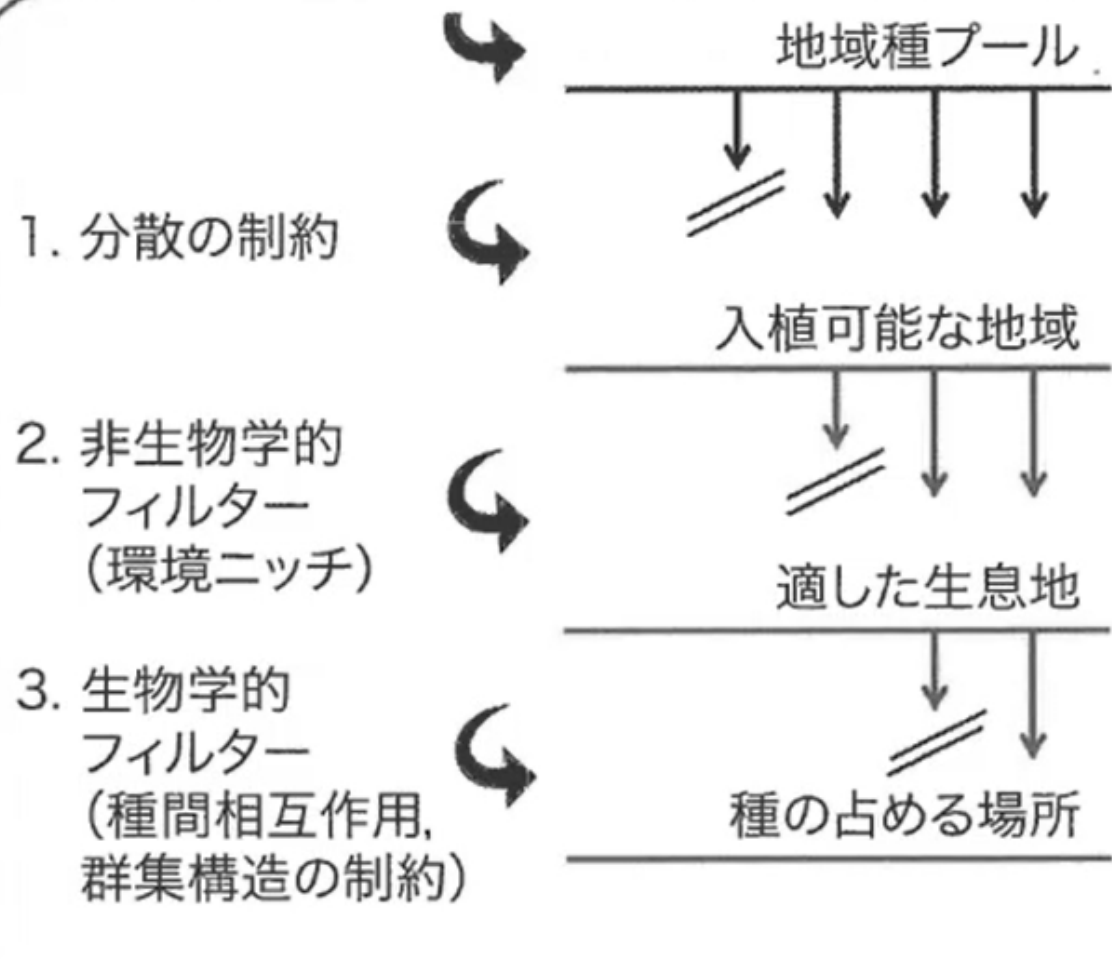 地域種プール
1. 分散の制約
入植可能な地域
2. 非生物学的
フィルター
(環境ニッチ)
適した生息地
3. 生物学的
フィルター
(種間相互作用,
群集構造の制約)
種の占める場所